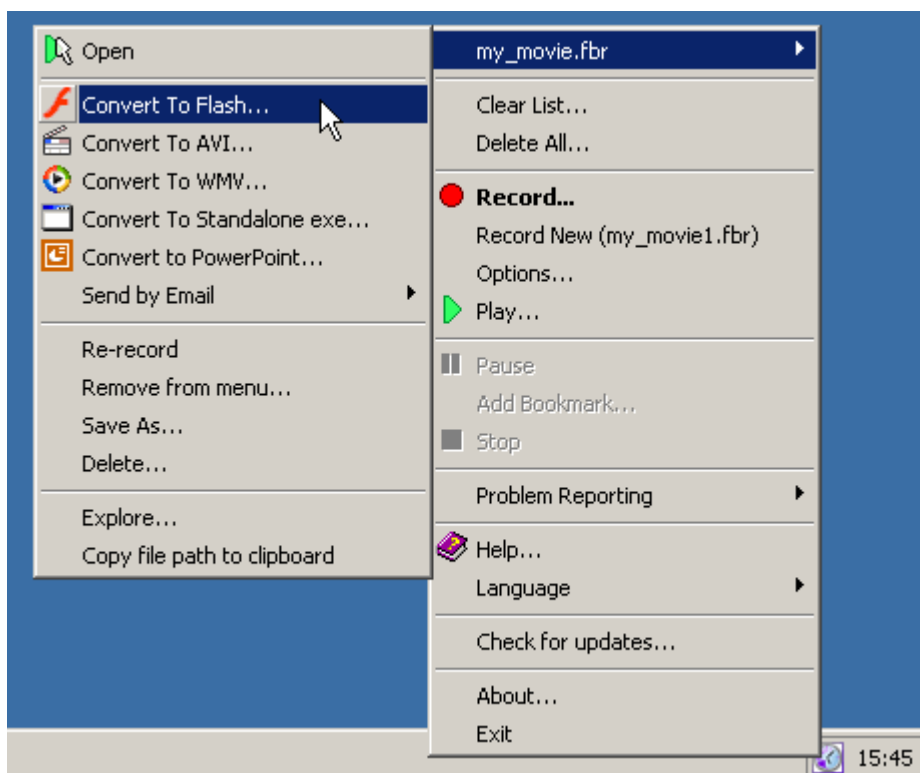 Open
Convert To Flash...
Convert To AVI...
Convert To WMV...
Convert To Standalone exe...
Convert to PowerPoint...
Send by Email
Re-record
Remove from menu...
Save As...
Delete...
Explore...
Copy file path to clipboard
my_movie.fbr
Clear List...
Delete All...
Record...
Record New (my_movie1.fbr)
Options...
Play...
Pause
Add Bookmark...
Stop
Problem Reporting
Help...
Language
Check for updates...
About...
Exit
15:45